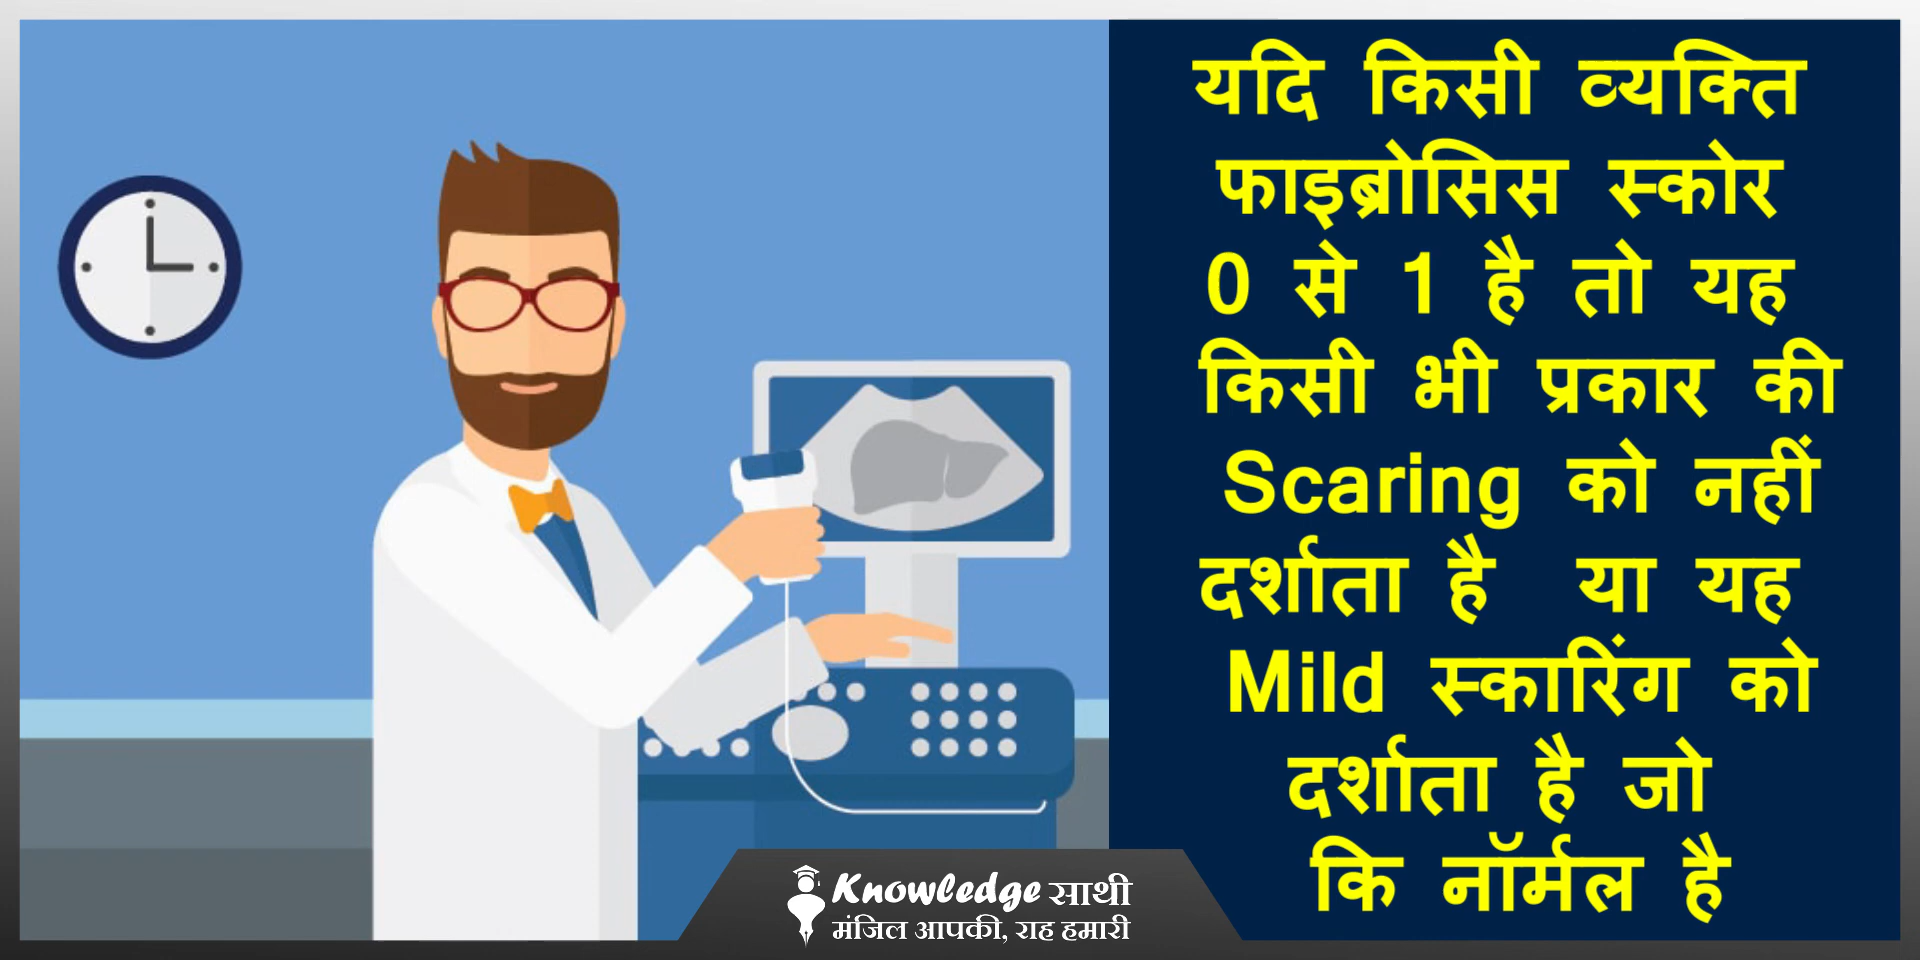 यदि किसी व्यक्ति
फाइब्रोसिस स्कोर
0 से 1 है तो यह
किसी भी प्रकार की
Scaring को नहीं
दर्शाता है या यह
Mild स्कारिंग को
दर्शाता है जो
कि नॉर्मल है
Knowledge साथी
मंजिल आपकी, राह हमारी